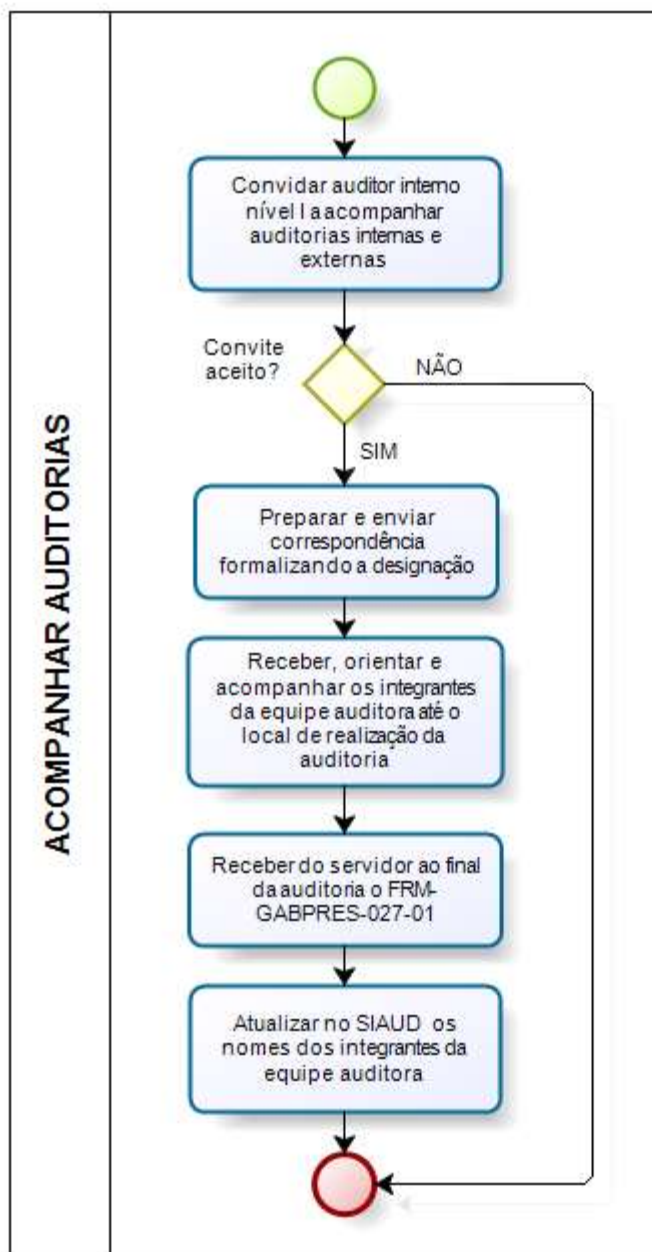 ACOMPANHAR AUDITORIAS
Convidar auditor interno
nível I a acompanhar
auditorias internas e
externas
Convite
aceito?
NÃO
SIM
Preparar e enviar
correspondência
formalizando a designação
Receber, orientar e
acompanhar os integrantes
da equipe auditora até o
local de realização da
auditoria
Receber do servidor ao final
da auditoria o FRM-
GABPRES-027-01
Atualizar no SIAUD os
nomes dos integrantes da
equipe auditora